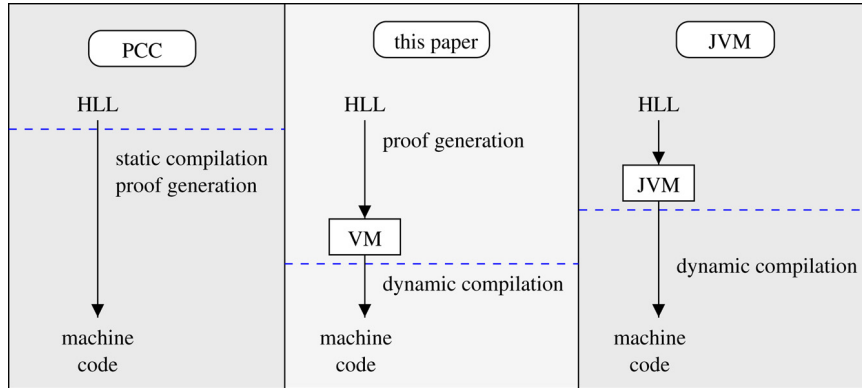 PCC
HLL
static compilation
proof generation
machine
code
this paper
HLL
proof generation
VM
dynamic compilation
machine
code
JVM
HLL
JVM
dynamic compilation
machine
code